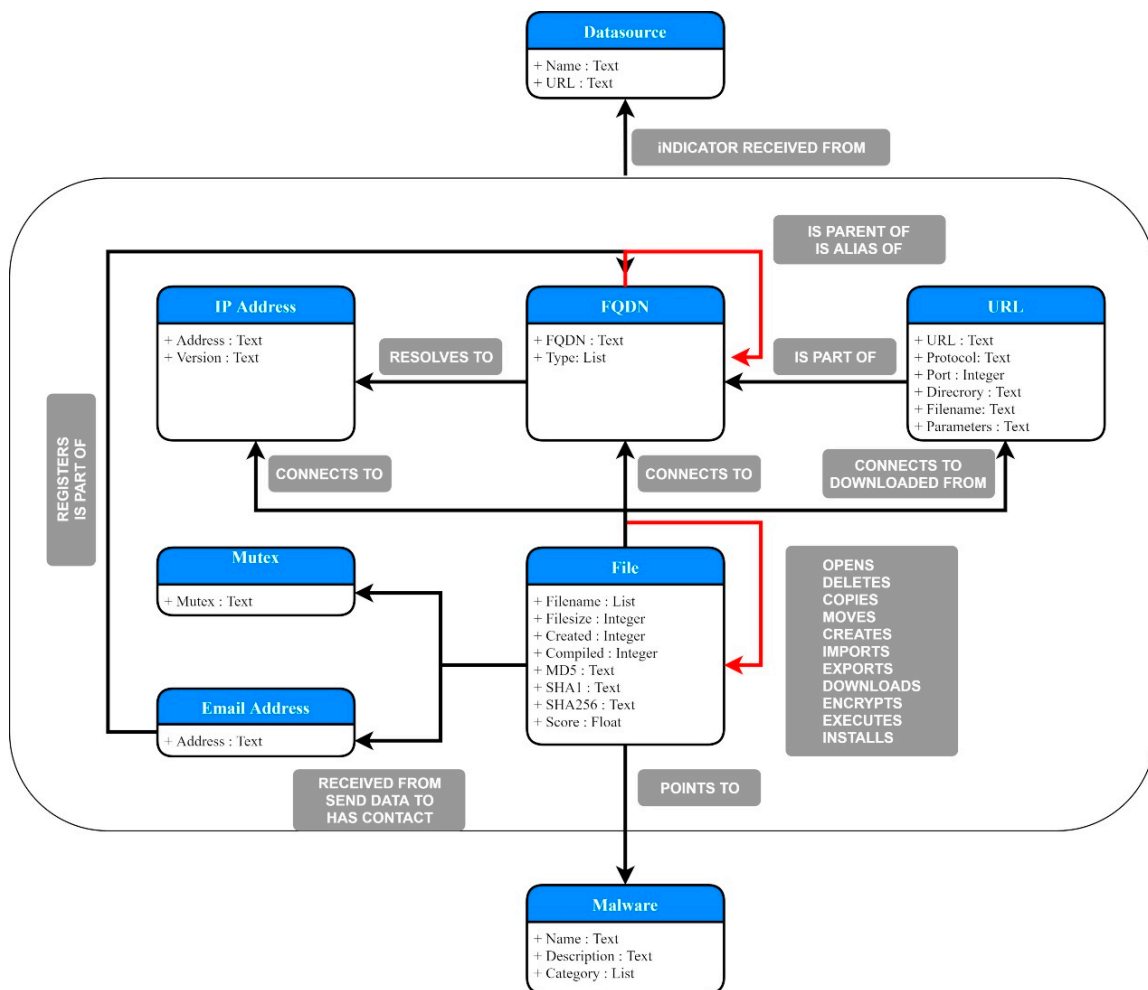 Datasource
+ Name : Text
+ URL : Text
iNDICATOR RECEIVED FROM
IS PARENT OF
IS ALIAS OF
IP Address
+ Address : Text
+ Version : Text
RESOLVES TO
FQDN
+ FQDN : Text
+ Type: List
IS PART OF
URL
+ URL : Text
+ Protocol: Text
+ Port : Integer
+ Direcrory : Text
+ Filename: Text
+ Parameters : Text
REGISTERS
IS PART OF
CONNECTS TO
CONNECTS TO
CONNECTS TO
DOWNLOADED FROM
Mutex
+ Mutex : Text
File
+ Filename : List
+ Filesize : Integer
+ Created : Integer
+ Compiled : Integer
+ MD5 : Text
+ SHA1 : Text
+ SHA256 : Text
+ Score : Float
OPENS
DELETES
COPIES
MOVES
CREATES
IMPORTS
EXPORTS
DOWNLOADS
ENCRYPTS
EXECUTES
INSTALLS
Email Address
+ Address : Text
RECEIVED FROM
SEND DATA TO
HAS CONTACT
POINTS TO
Malware
+ Name : Text
+ Description : Text
+ Category : List